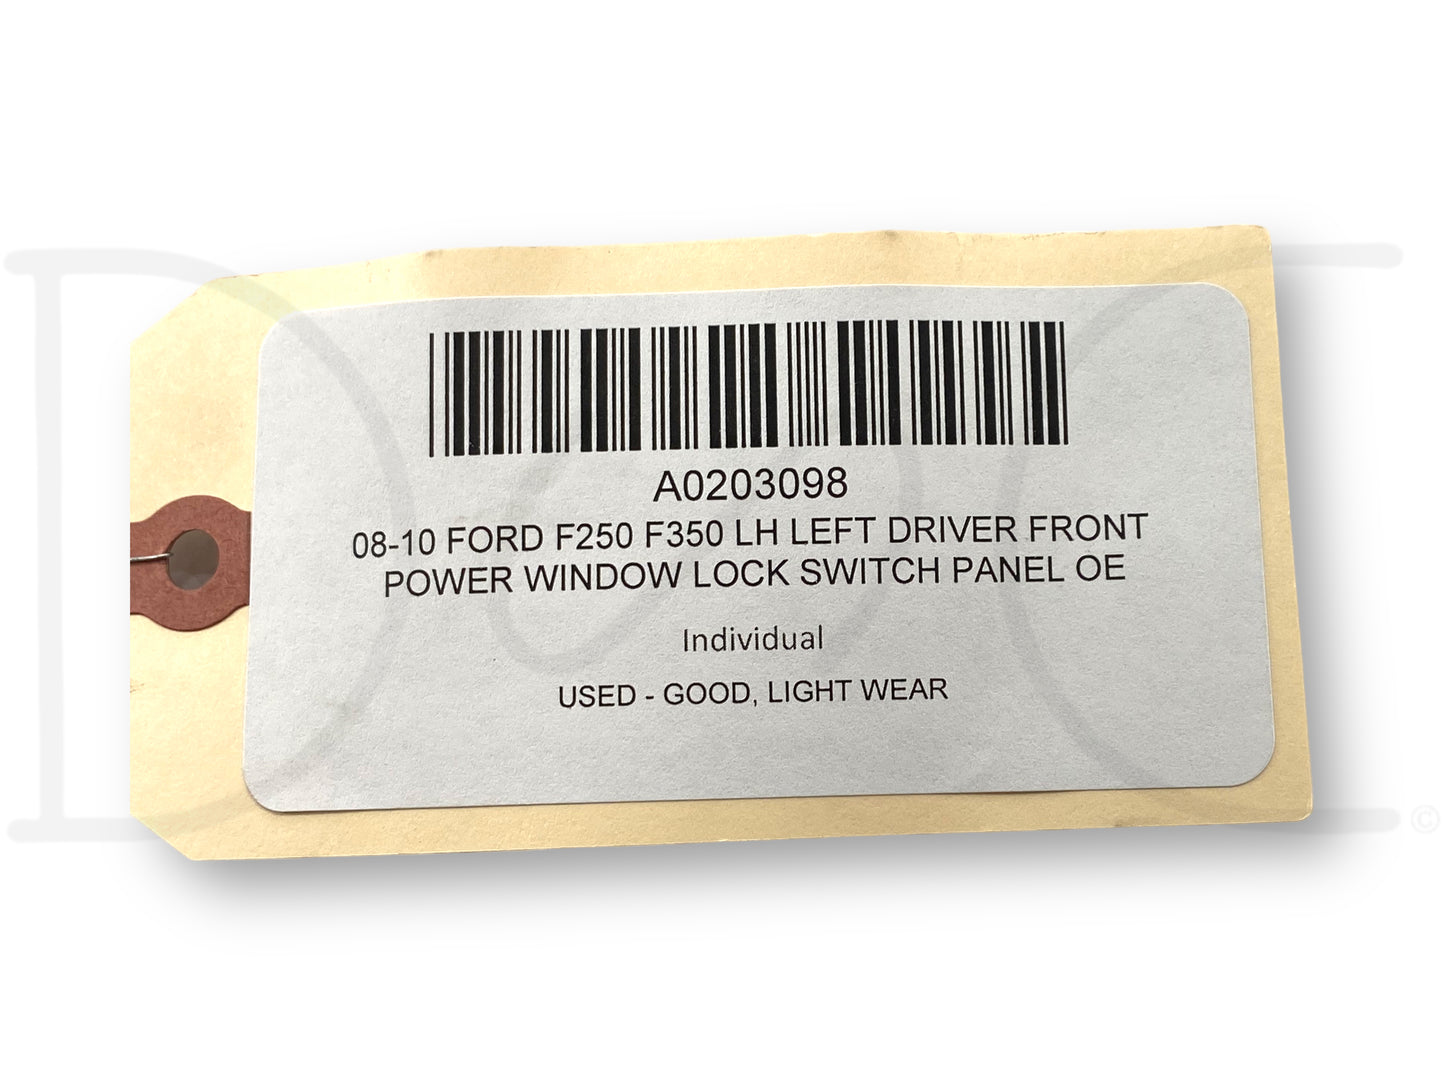 A0203098
08-10 FORD F250 F350 LH LEFT DRIVER FRONT
POWER WINDOW LOCK SWITCH PANEL OE
Individual
USED - GOOD, LIGHT WEAR
©